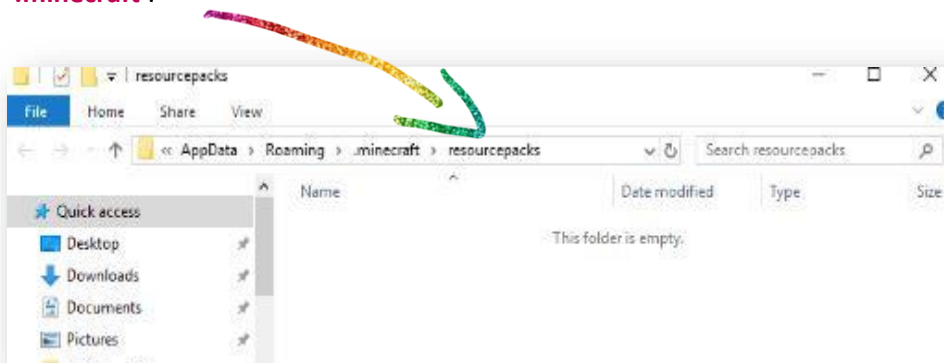 .minecraft .
resourcepacks
File Home Share View
« AppData › Roaming › .minecraft › resourcepacks
Search resourcepacks
Name Date modified Type Size
Quick access
This folder is empty.
Desktop
Downloads
Documents
Pictures